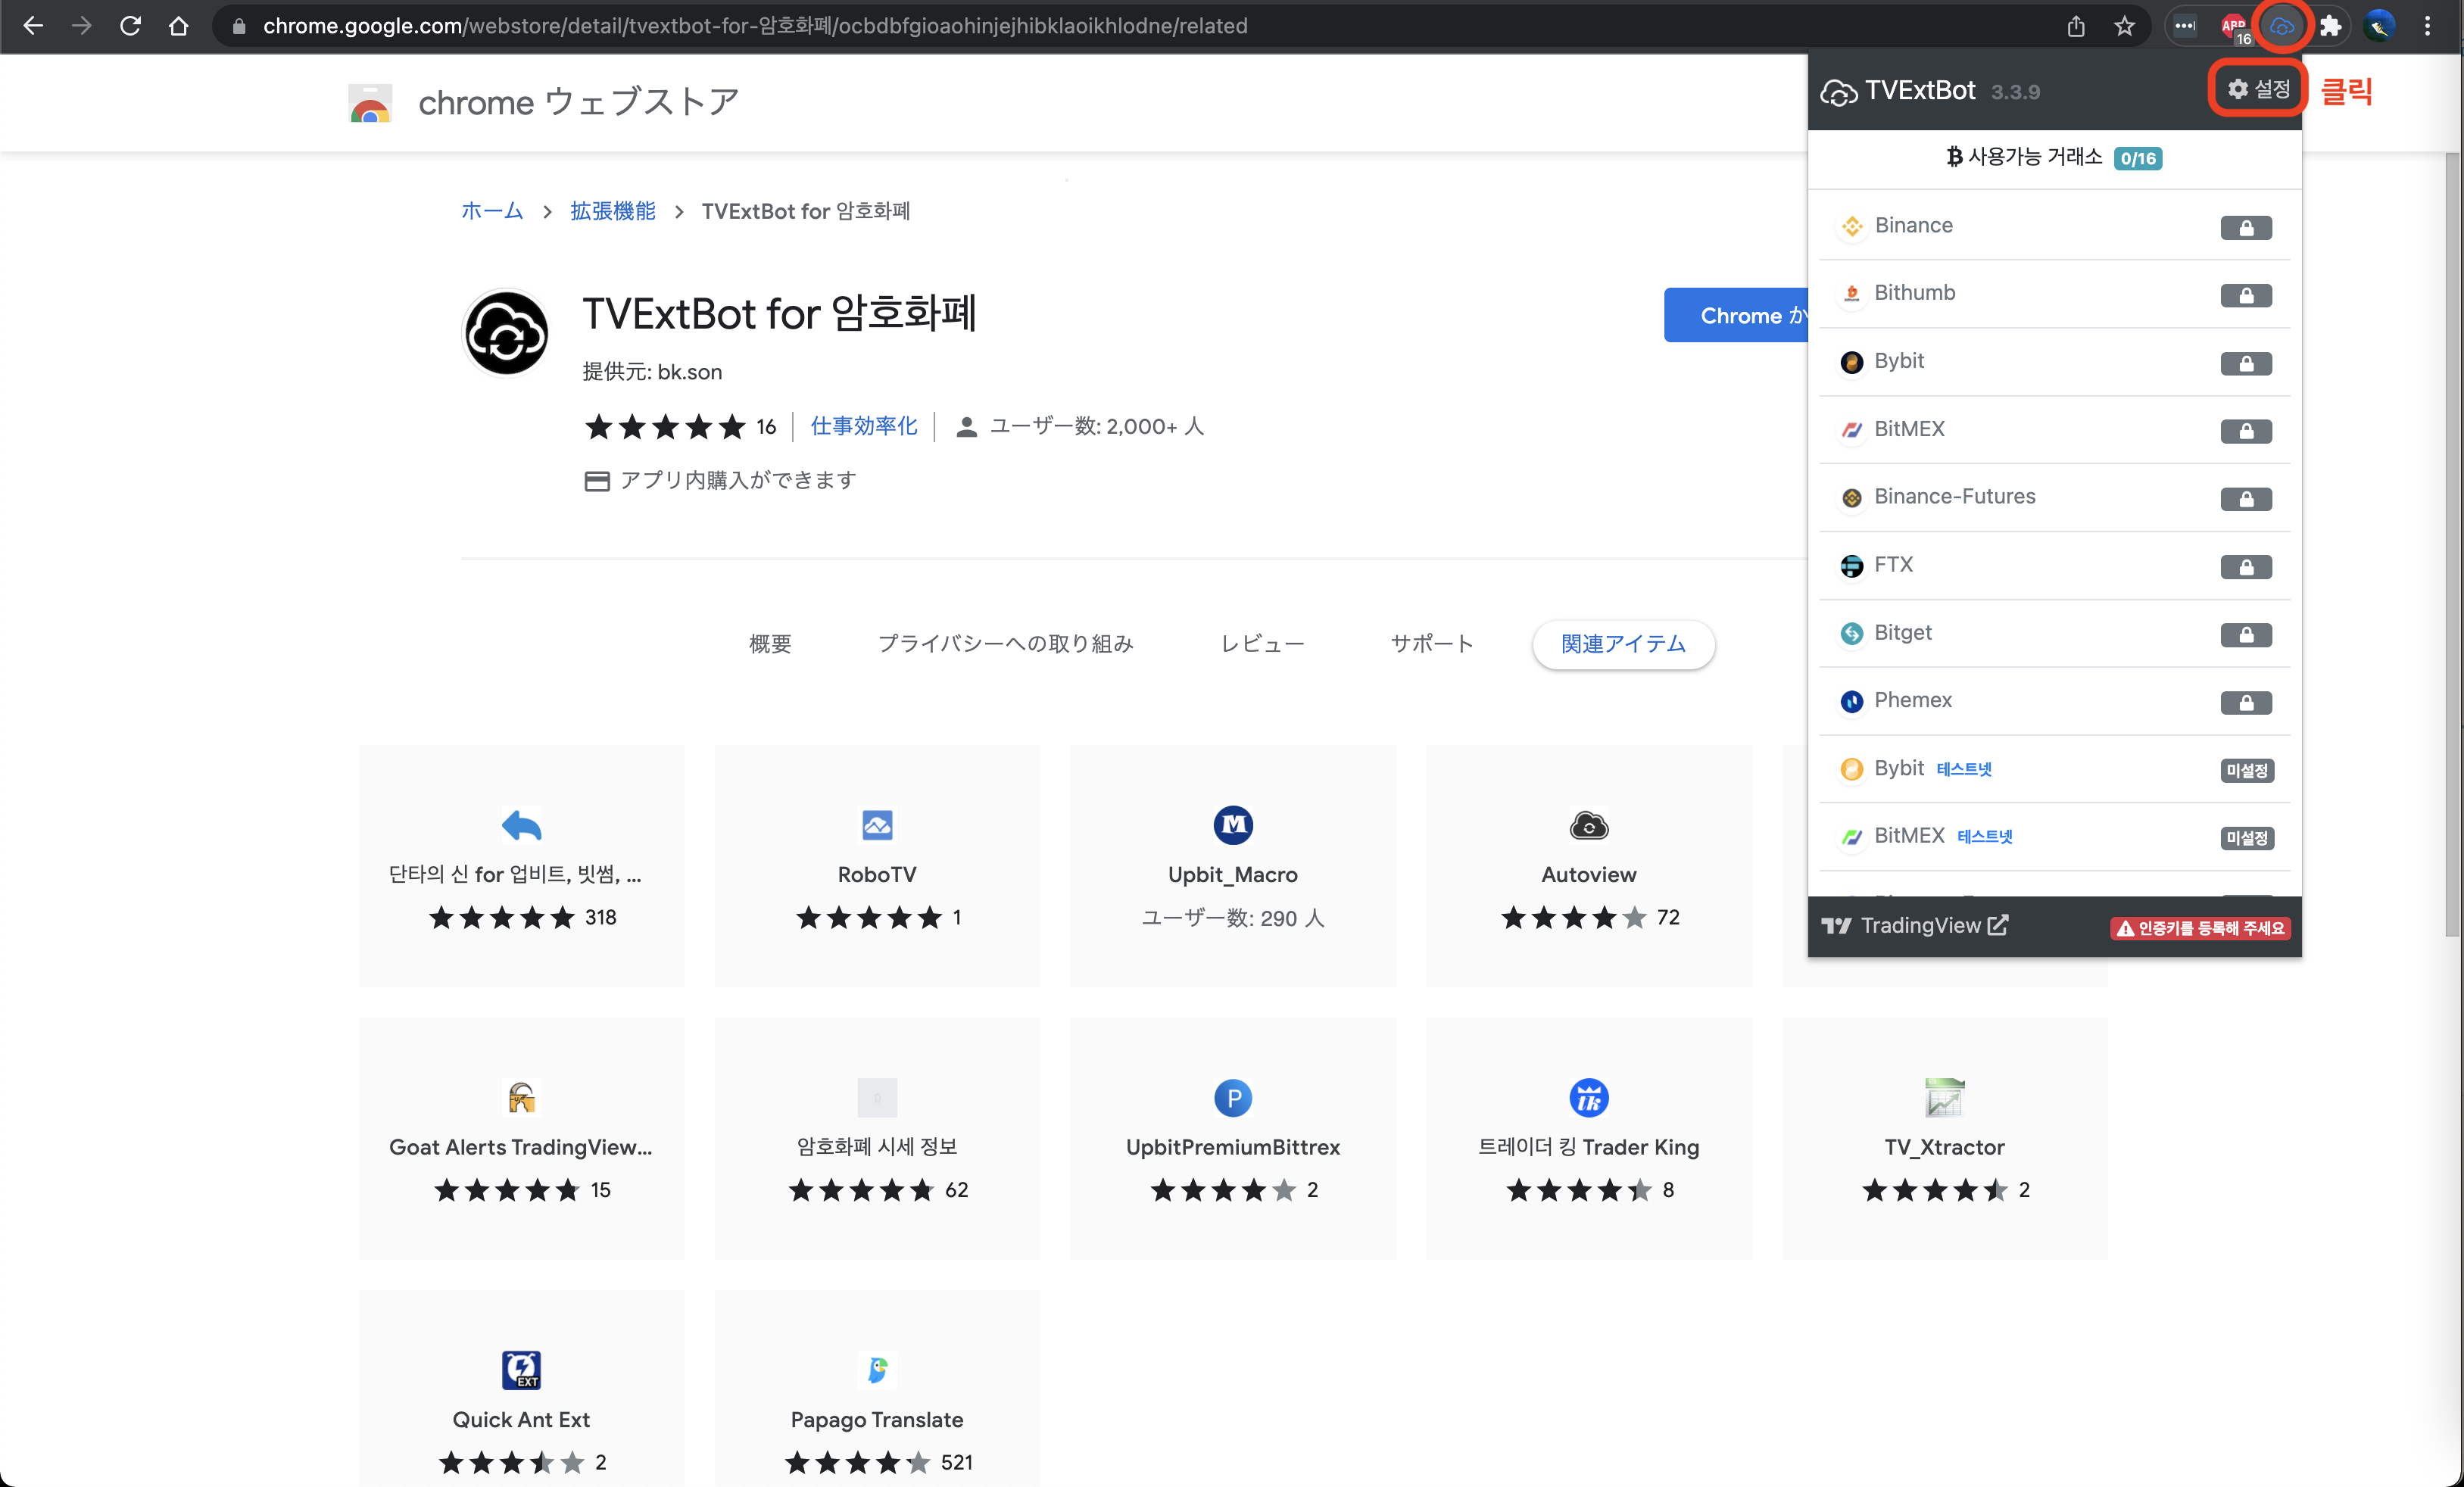 chrome.google.com/webstore/detail/tvextbot-for-암호화폐/ocbdbfgioaohinjejhibklaoikhlodne/related
ABP
16
chrome ウェブストア
TVExtBot 3.3.9
설정
클릭
사용가능 거래소 0/16
ホーム > 拡張機能 > TVExtBot for 암호화폐
TVExtBot for 암호화폐
Chrome か
提供元: bk.son
16
仕事効率化
ユーザー数: 2,000+ 人
アプリ内購入ができます
概要
プライバシーへの取り組み
レビュー
サポート
関連アイテム
Binance
Bithumb
Bybit
BitMEX
Binance-Futures
FTX
Bitget
Phemex
Bybit 테스트넷 미설정
BitMEX 테스트넷 미설정
TradingView
인증키를 등록해 주세요
단타의 신 for 업비트, 빗썸, ...
318
RoboTV
1
Upbit_Macro
ユーザー数: 290 人
Autoview
72
Goat Alerts TradingView...
15
암호화폐 시세 정보
62
P
UpbitPremiumBittrex
2
tk
트레이더 킹 Trader King
8
TV_Xtractor
2
EXT
Quick Ant Ext
2
Papago Translate
521